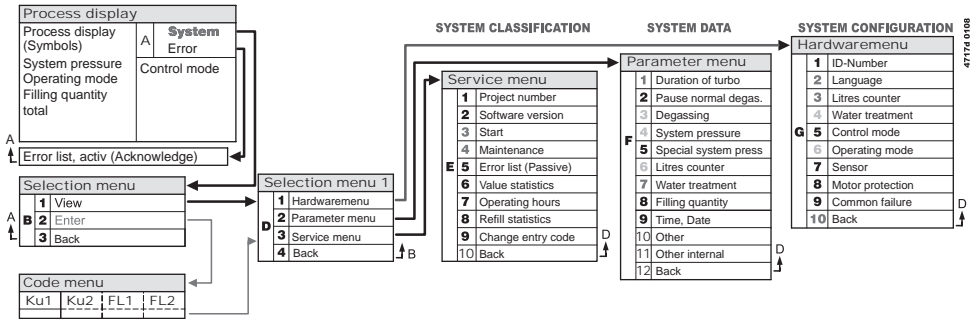 Process display
Process display
(Symbols)
System pressure
Operating mode
Filling quantity
total
A
System
Error
Control mode
A
Error list, activ (Acknowledge)
Selection menu
A
B
1 View
2 Enter
3 Back
Code menu
Ku1 Ku2 FL1 FL2
Selection menu 1
D
1 Hardwaremenu
2 Parameter menu
3 Service menu
4 Back
B
SYSTEM CLASSIFICATION
Service menu
E
1 Project number
2 Software version
3 Start
4 Maintenance
5 Error list (Passive)
6 Value statistics
7 Operating hours
8 Refill statistics
9 Change entry code
10 Back
D
SYSTEM DATA
Parameter menu
F
1 Duration of turbo
2 Pause normal degas.
3 Degassing
4 System pressure
5 Special system press
6 Litres counter
7 Water treatment
8 Filling quantity
9 Time, Date
10 Other
11 Other internal
12 Back
D
SYSTEM CONFIGURATION
Hardwaremenu
G
1 ID-Number
2 Language
3 Litres counter
4 Water treatment
5 Control mode
6 Operating mode
7 Sensor
8 Motor protection
9 Common failure
10 Back
D
4717d 0108